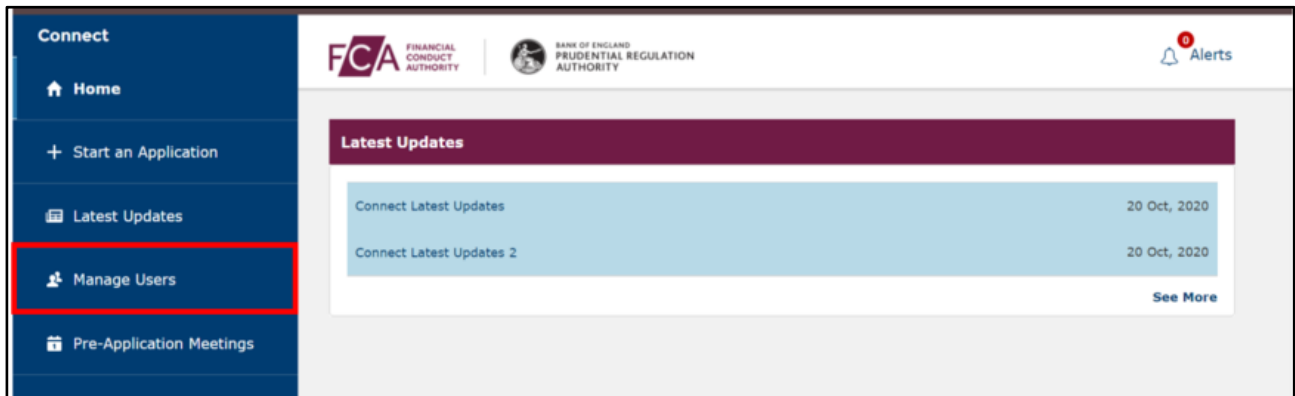 Connect
Home
Start an Application
Latest Updates
Manage Users
Pre-Application Meetings
FCA
FINANCIAL
CONDUCT
AUTHORITY
BANK OF ENGLAND
PRUDENTIAL REGULATION
AUTHORITY
0
Alerts
Latest Updates
Connect Latest Updates 20 Oct, 2020
Connect Latest Updates 2 20 Oct, 2020
See More